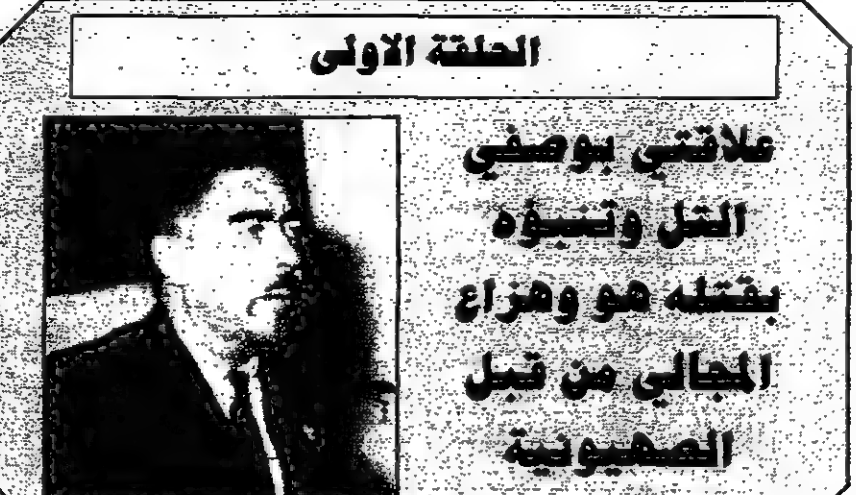 الحلقة الاولى
علاقتي بوصفي
التل وتنبؤه
بقتله هو وهزاع
المجالي من قبل
الصهيونية